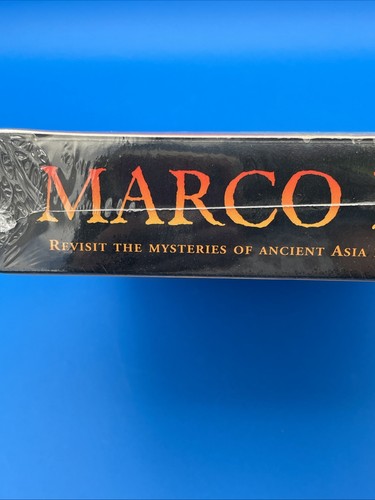 MARCO
REVISIT THE MYSTERIES OF ANCIENT ASIA